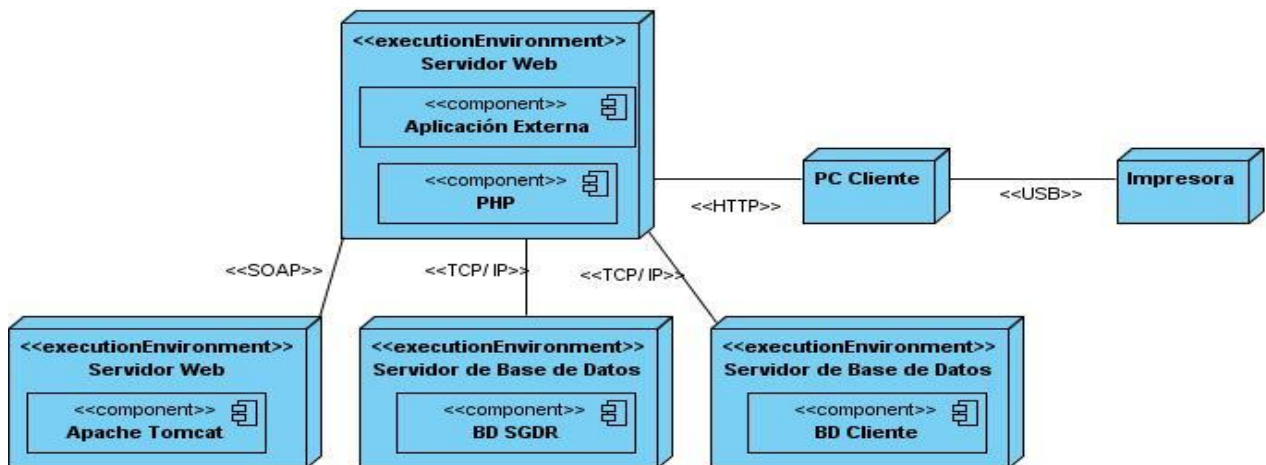 <<executionEnvironment>>
Servidor Web
<<component>>
Aplicación Externa
<<component>>
PHP
PC Cliente
Impresora
<<HTTP>>
<<USB>>
<<SOAP>>
<<TCP/ IP>>
<<TCP/ IP>>
<<executionEnvironment>>
Servidor Web
<<component>>
Apache Tomcat
<<executionEnvironment>>
Servidor de Base de Datos
<<component>>
BD SGDR
<<executionEnvironment>>
Servidor de Base de Datos
<<component>>
BD Cliente